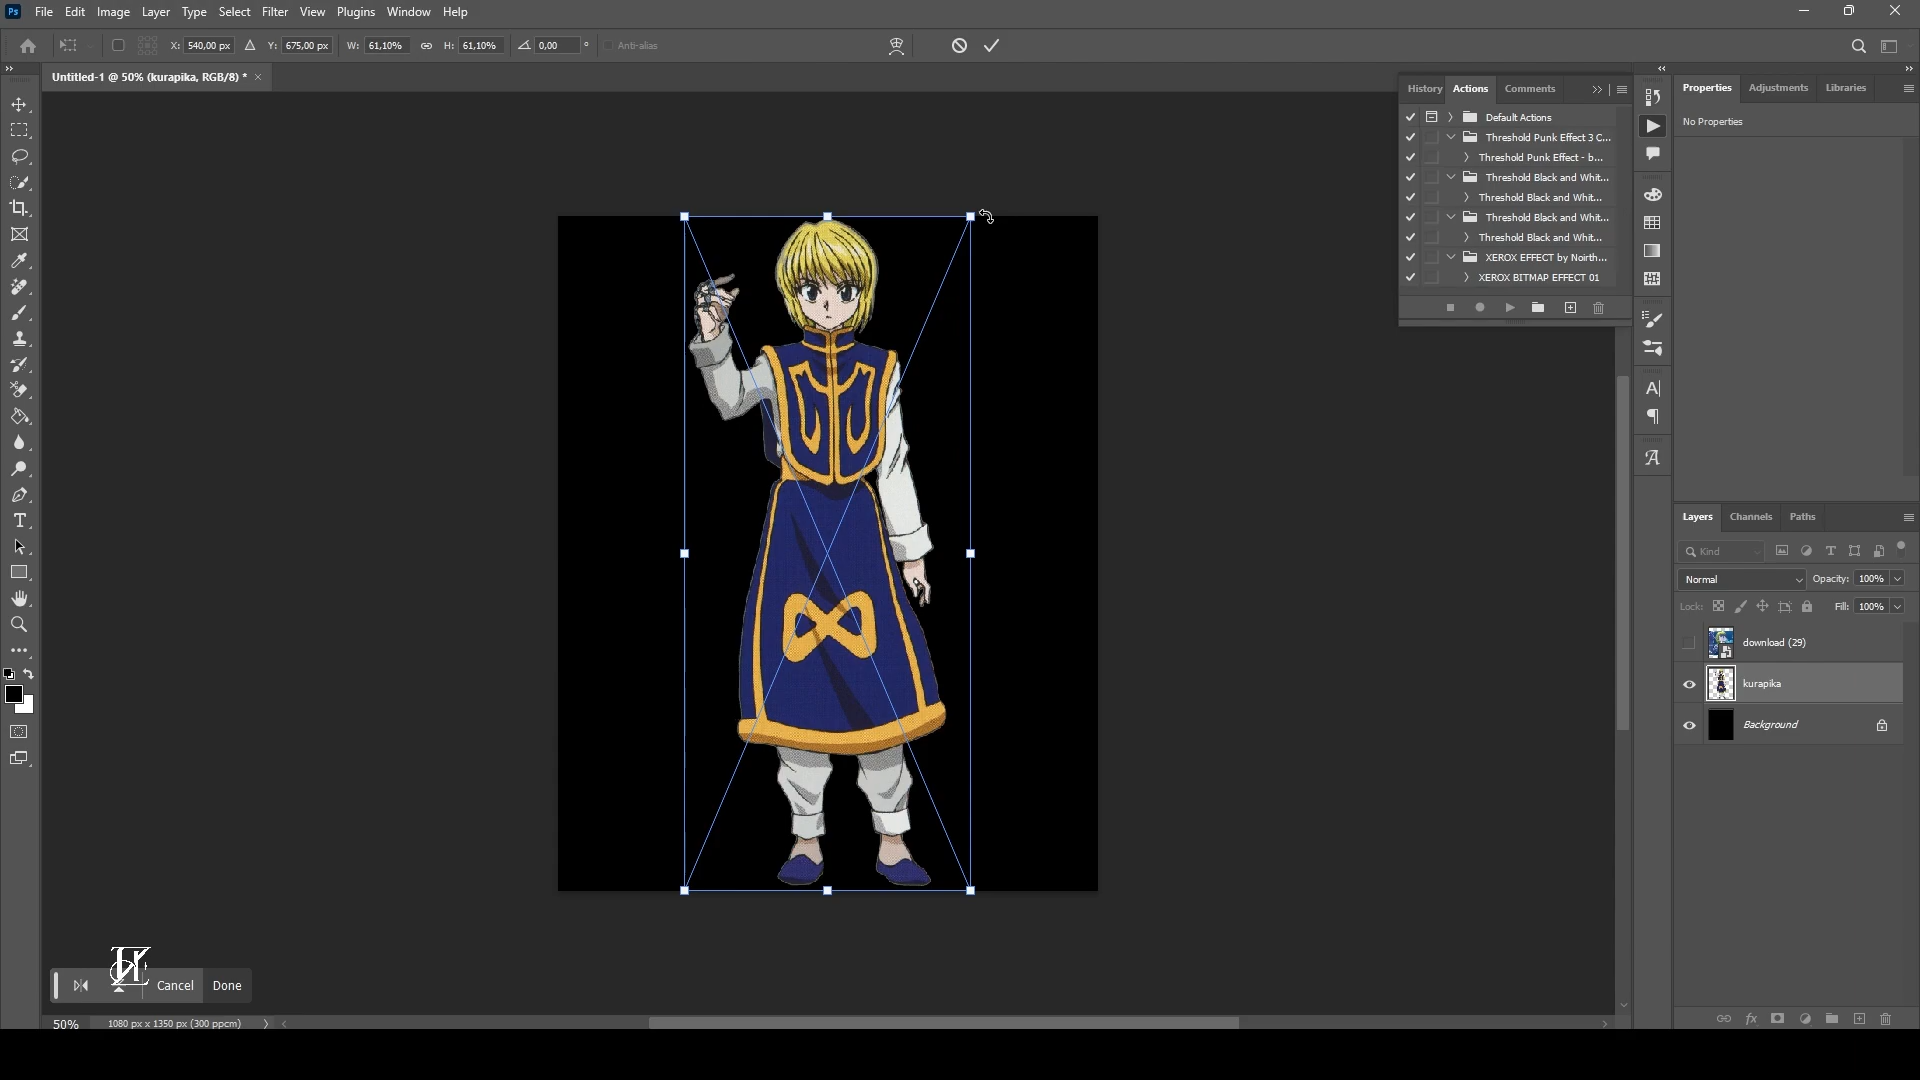 Ps File Edit Image Layer Type Select Filter View Plugins Window Help
X: 540,00 px Y: 675,00 px W: 61,10% H: 61,10% 0,00 ° Anti-alias
Untitled-1 @ 50% (kurapika, RGB/8) * ×
History Actions Comments
Default Actions
Threshold Punk Effect 3 C...
Threshold Punk Effect - b...
Threshold Black and Whit...
Threshold Black and Whit...
Threshold Black and Whit...
Threshold Black and Whit...
XEROX EFFECT by Noirth...
XEROX BITMAP EFFECT 01
Properties Adjustments Libraries
No Properties
Layers Channels Paths
Kind
Normal Opacity: 100%
Lock: Fill: 100%
download (29)
kurapika
Background
Cancel Done
50% 1080 px x 1350 px (300 ppcm)